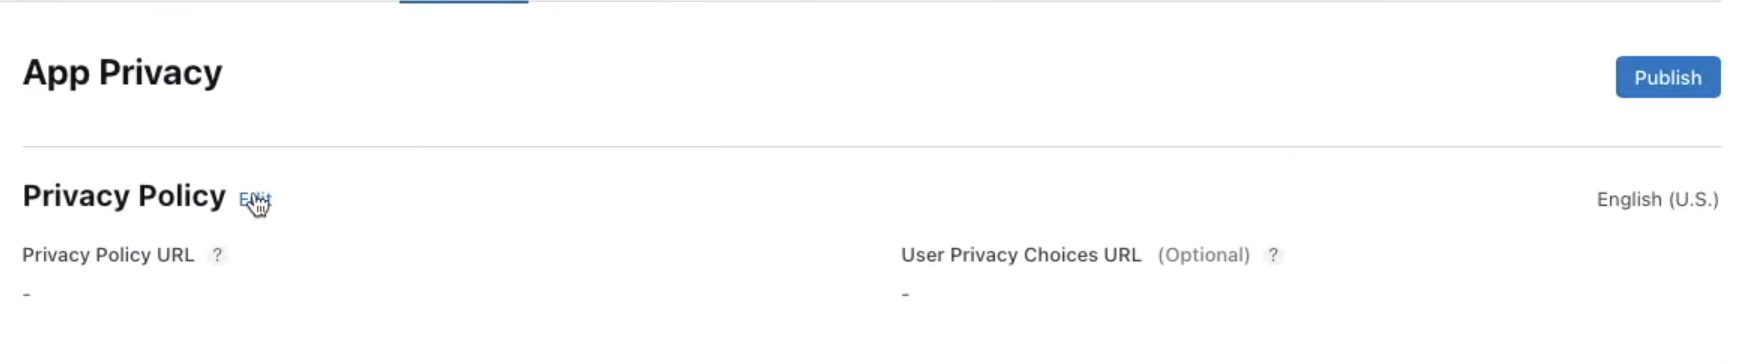 App Privacy
Publish
Privacy Policy Edit
English (U.S.)
Privacy Policy URL ?
User Privacy Choices URL (Optional) ?
-
-